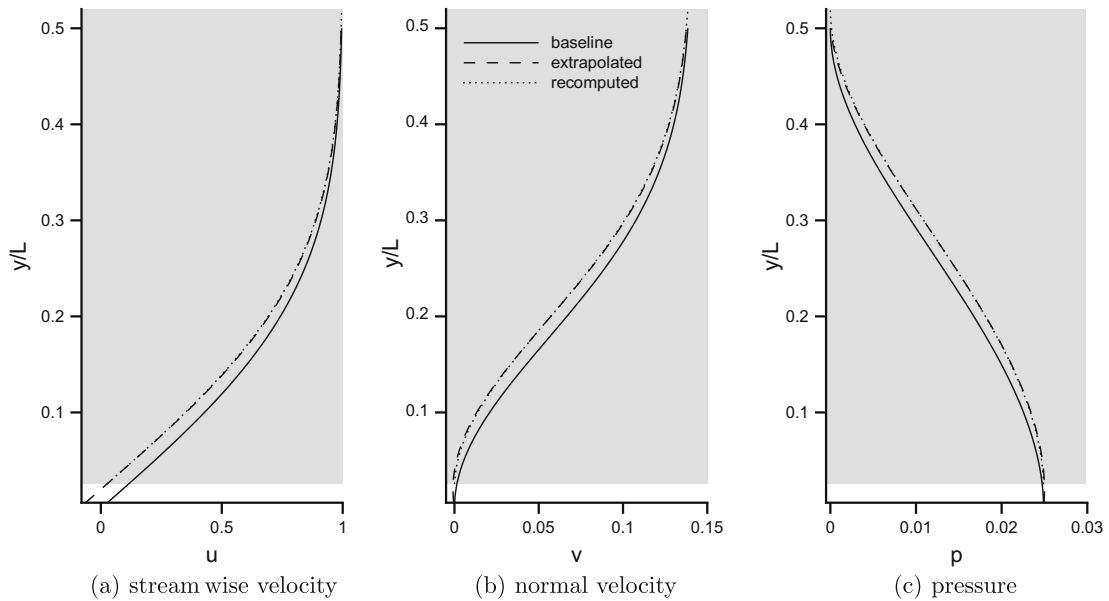 0.5
0.4
0.3
0.2
0.1
y/L
0
0.5
1
u
(a) stream wise velocity
0.5
0.4
0.3
0.2
0.1
y/L
baseline
extrapolated
recomputed
0
0.05
0.1
0.15
v
(b) normal velocity
0.5
0.4
0.3
0.2
0.1
y/L
0
0.01
0.02
0.03
p
(c) pressure